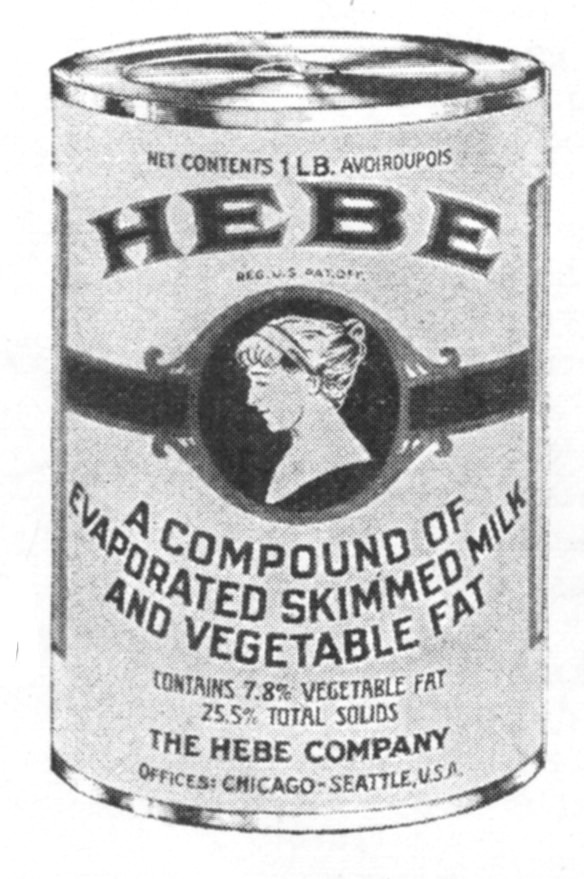 NET CONTENTS 1 LB. AVOIRDUPOIS
HEBE
REG. U.S. PAT. OFF.
A COMPOUND OF
EVAPORATED SKIMMED MILK
AND VEGETABLE FAT
CONTAINS 7.8% VEGETABLE FAT
25.5% TOTAL SOLIDS
THE HEBE COMPANY
OFFICES: CHICAGO-SEATTLE, U.S.A.